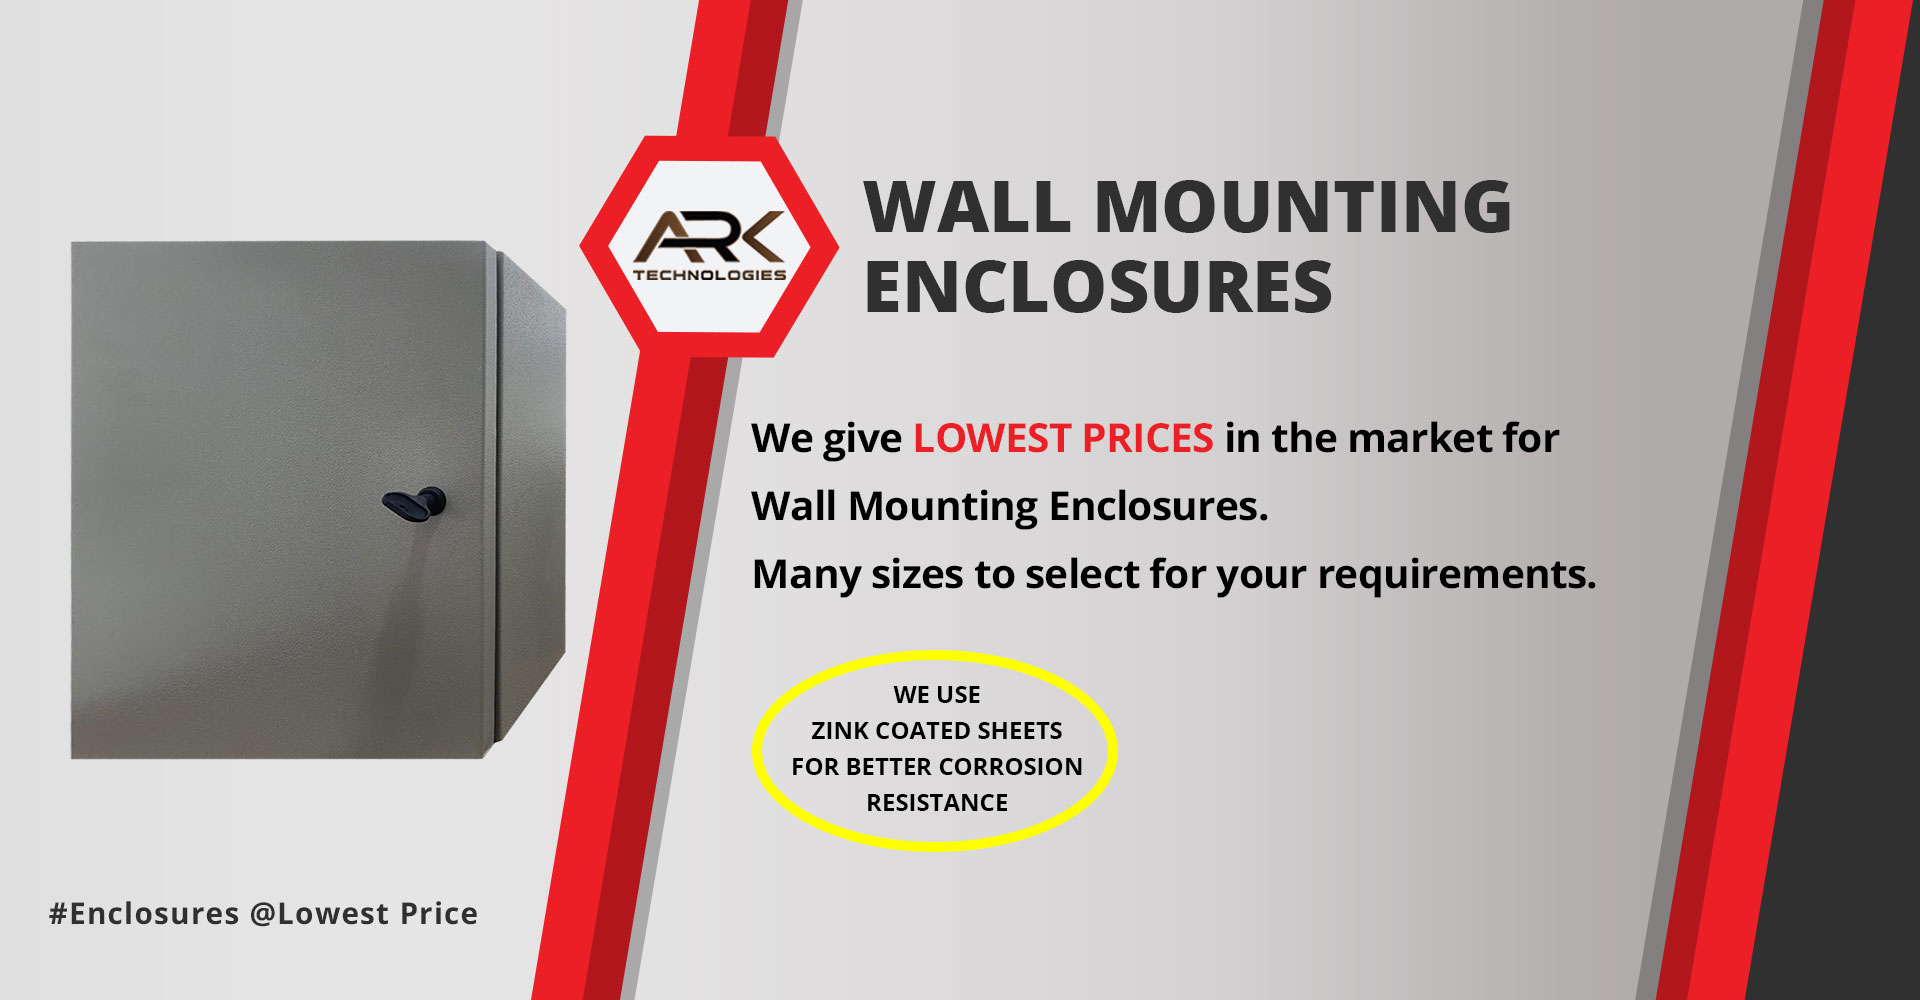 ARK
TECHNOLOGIES
WALL MOUNTING
ENCLOSURES
We give LOWEST PRICES in the market for
Wall Mounting Enclosures.
Many sizes to select for your requirements.
WE USE
ZINK COATED SHEETS
FOR BETTER CORROSION
RESISTANCE
#Enclosures @Lowest Price